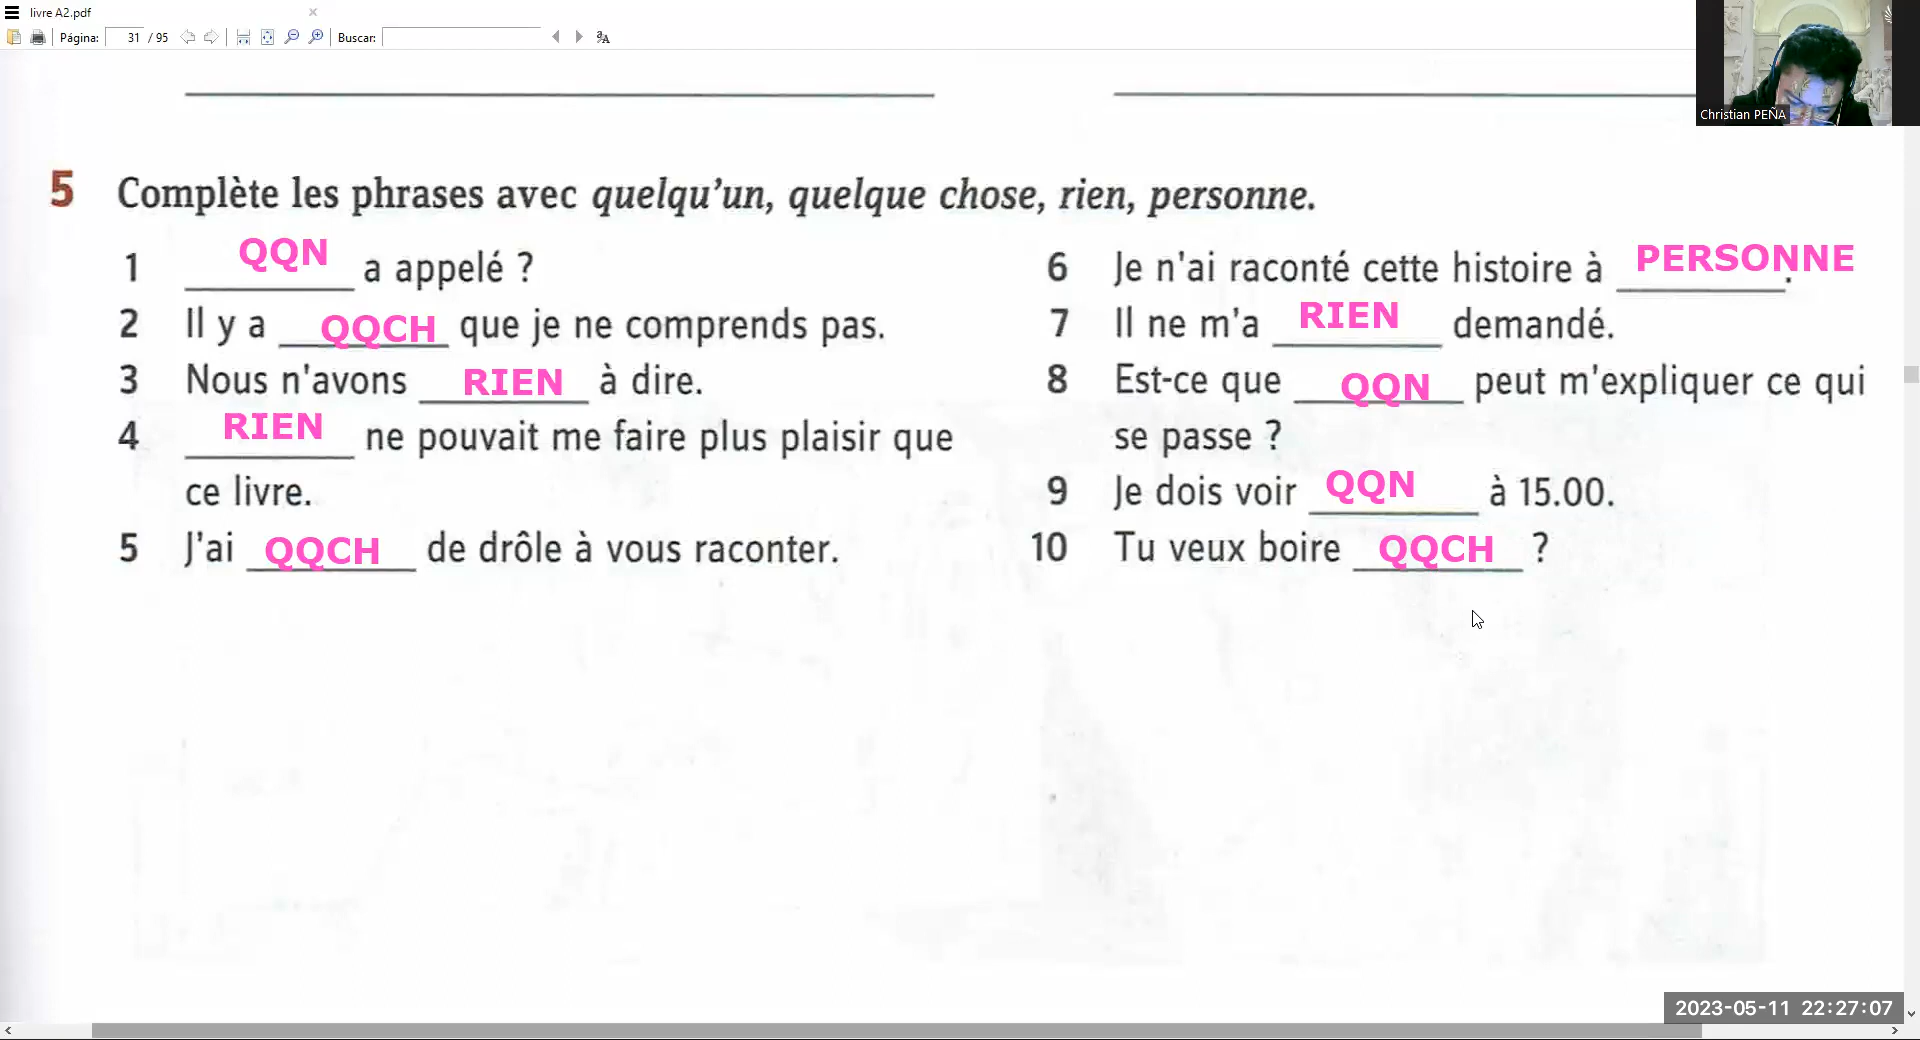 livre A2.pdf
Página: 31 / 95 Buscar:
Christian PEÑA
5 Complète les phrases avec quelqu'un, quelque chose, rien, personne.
1 QQN a appelé ?
2 Il y a QQCH que je ne comprends pas.
3 Nous n'avons RIEN à dire.
4 RIEN ne pouvait me faire plus plaisir que
ce livre.
5 J'ai QQCH de drôle à vous raconter.
6 Je n'ai raconté cette histoire à PERSONNE.
7 Il ne m'a RIEN demandé.
8 Est-ce que QQN peut m'expliquer ce qui
se passe ?
9 Je dois voir QQN à 15.00.
10 Tu veux boire QQCH ?
2023-05-11 22:27:07